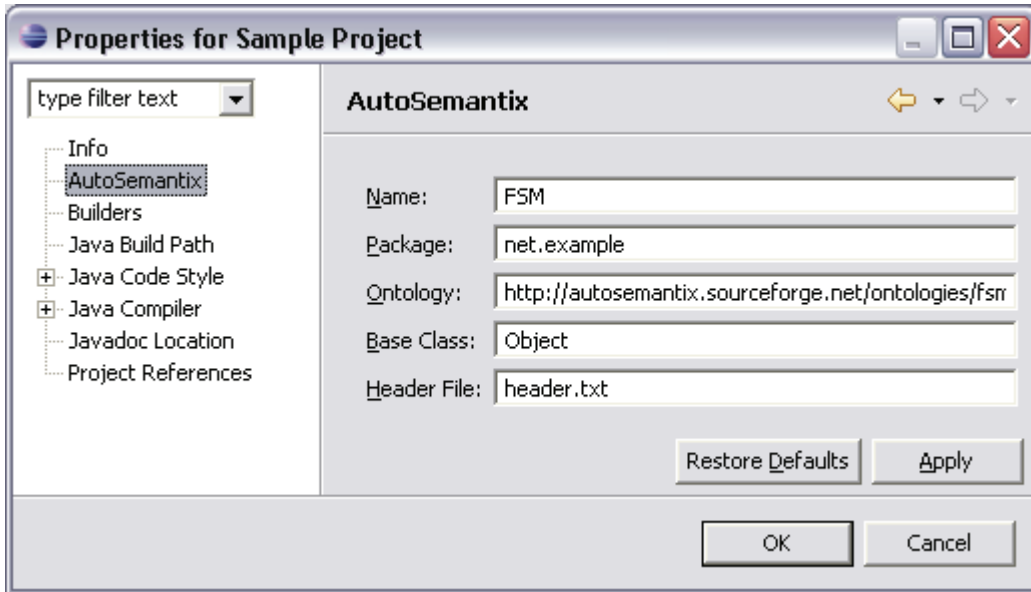 Properties for Sample Project
type filter text
Info
AutoSemantix
Builders
Java Build Path
Java Code Style
Java Compiler
Javadoc Location
Project References
AutoSemantix
Name: FSM
Package: net.example
Ontology: http://autosemantix.sourceforge.net/ontologies/fsm
Base Class: Object
Header File: header.txt
Restore Defaults Apply
OK Cancel